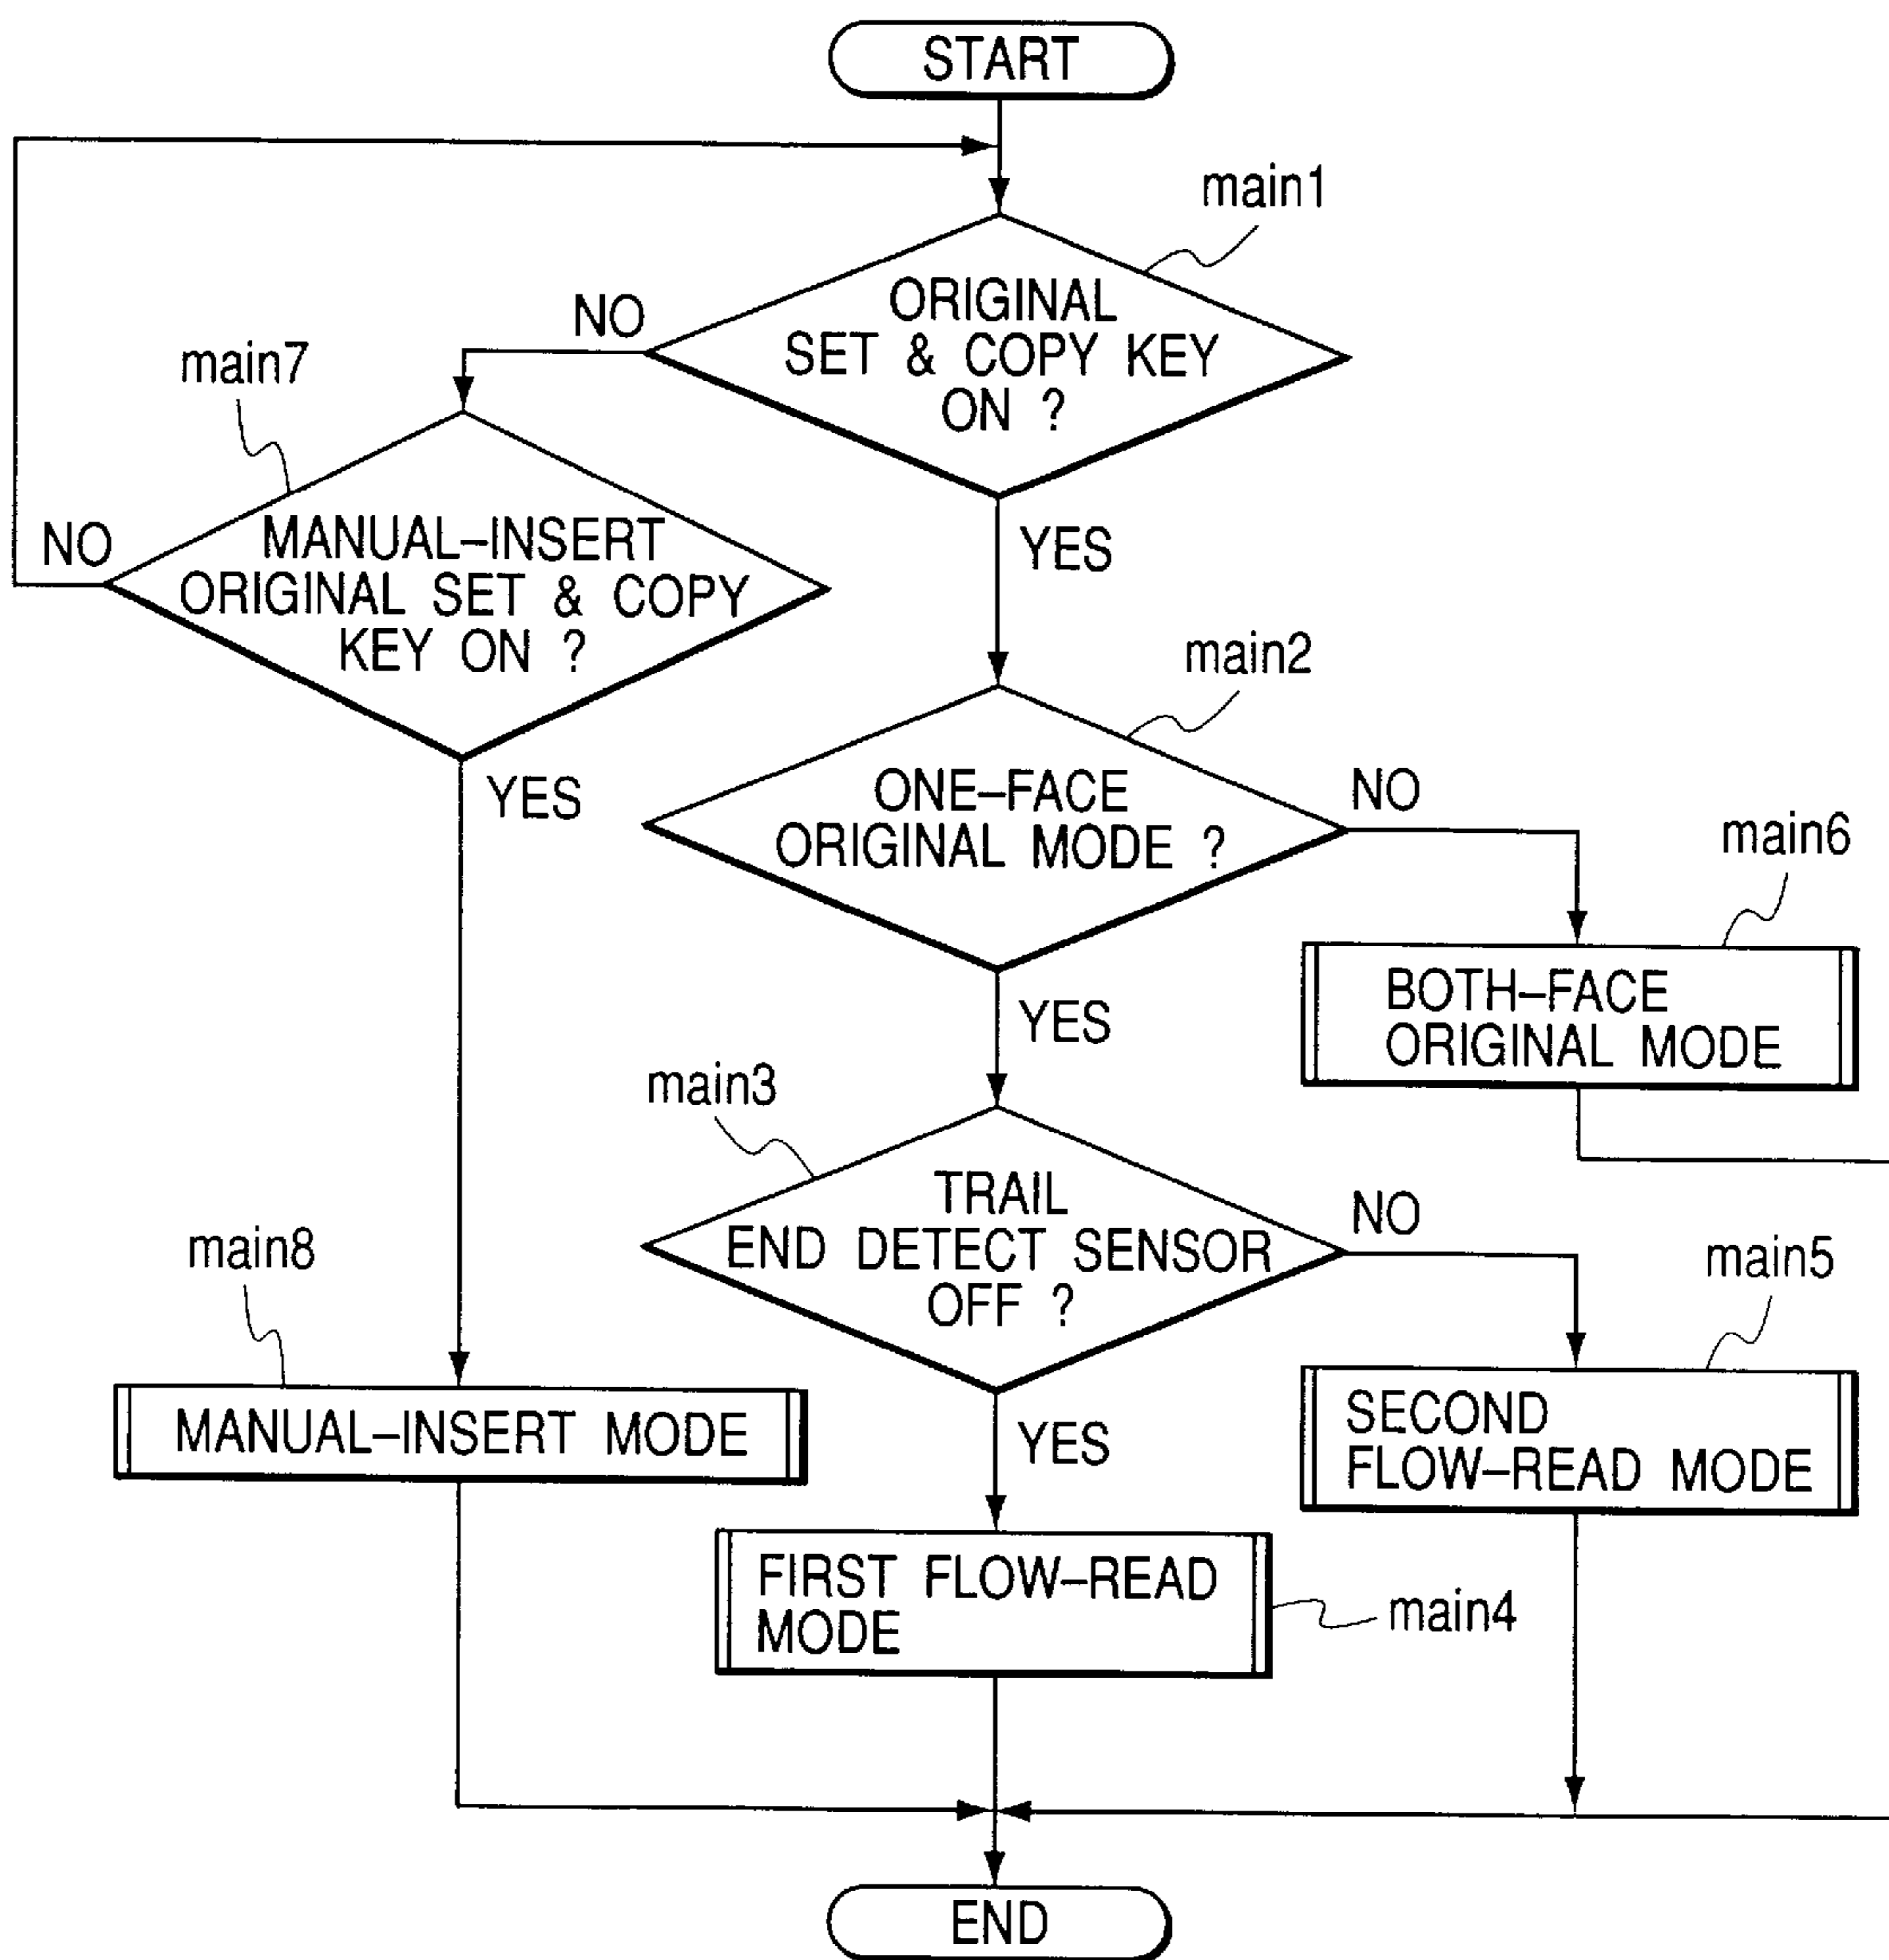 START
main1
ORIGINAL
SET & COPY KEY
ON ?
NO
YES
main7
MANUAL–INSERT
ORIGINAL SET & COPY
KEY ON ?
NO
YES
main2
ONE–FACE
ORIGINAL MODE ?
NO
YES
main6
BOTH–FACE
ORIGINAL MODE
main3
TRAIL
END DETECT SENSOR
OFF ?
NO
YES
main8
MANUAL–INSERT MODE
main5
SECOND
FLOW–READ MODE
FIRST FLOW–READ
MODE
main4
END